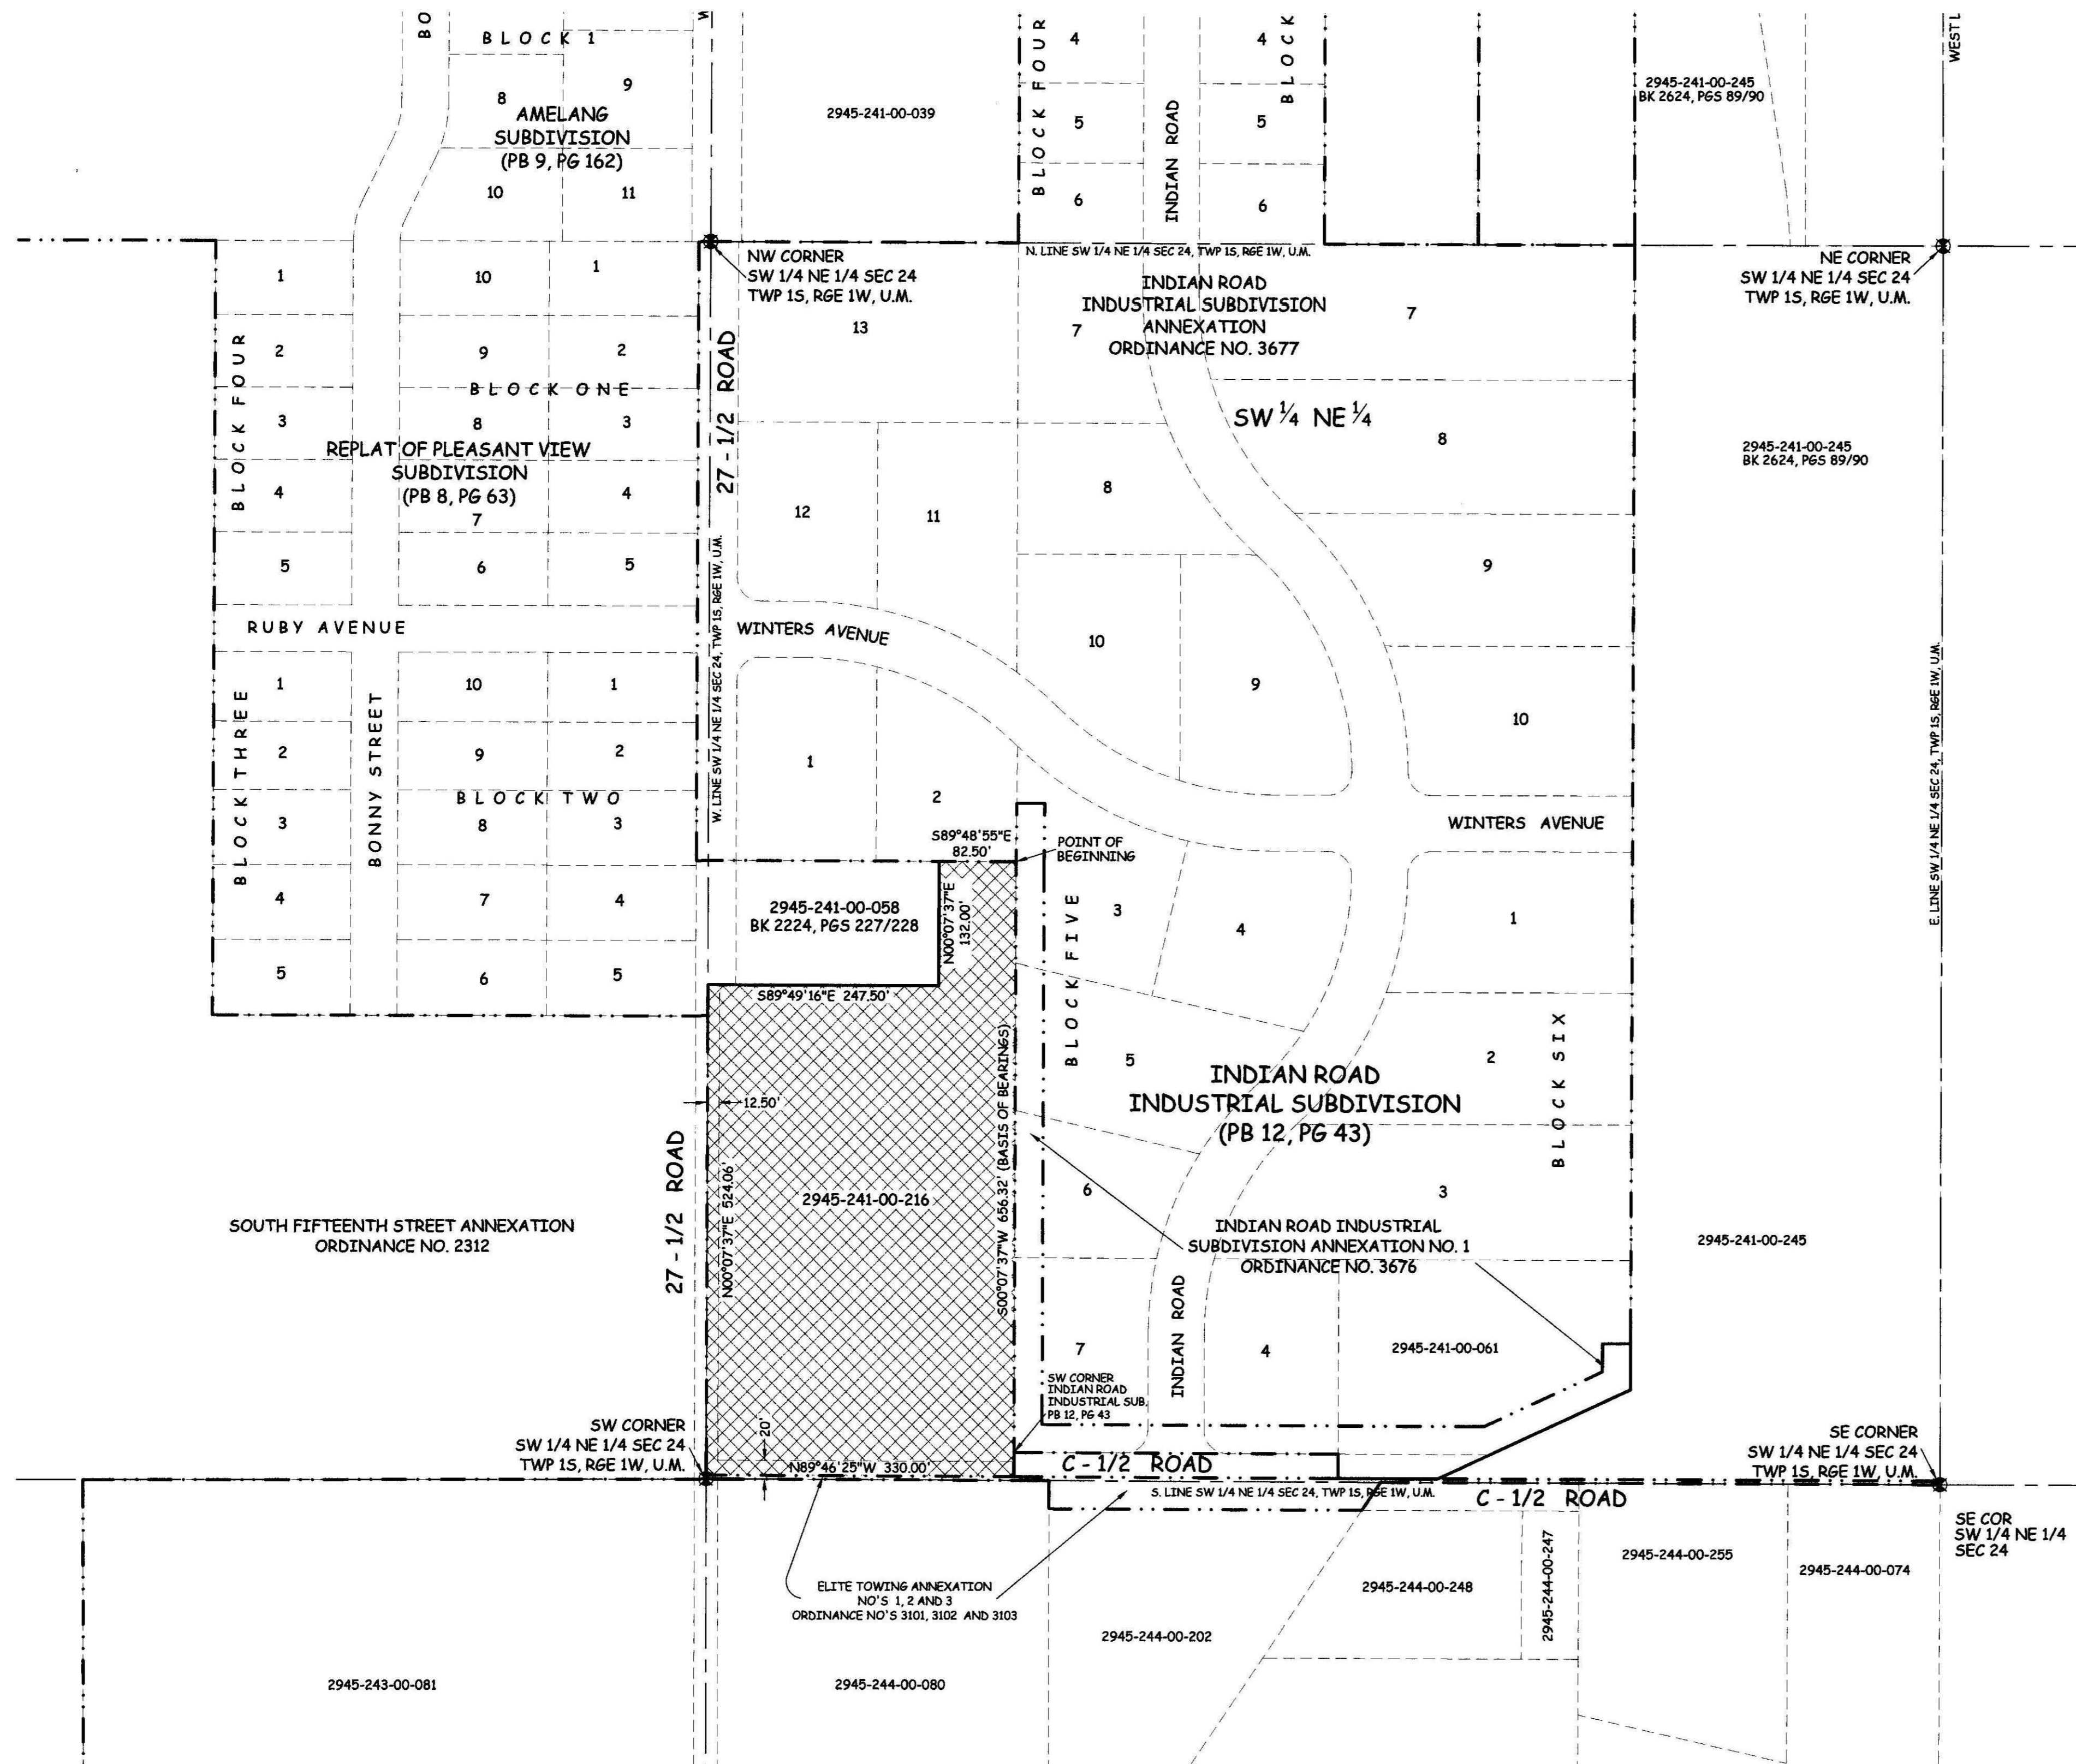 BO
BLOCK 1
8
9
AMELANG
SUBDIVISION
(PB 9, PG 162)
10
11
W
2945-241-00-039
BLOCK FOUR
4
5
6
INDIAN ROAD
4
5
6
BLOCK
2945-241-00-245
BK 2624, PGS 89/90
WESTL
NW CORNER
SW 1/4 NE 1/4 SEC 24
TWP 1S, RGE 1W, U.M.
N. LINE SW 1/4 NE 1/4 SEC 24, TWP 1S, RGE 1W, U.M.
NE CORNER
SW 1/4 NE 1/4 SEC 24
TWP 1S, RGE 1W, U.M.
INDIAN ROAD
INDUSTRIAL SUBDIVISION
ANNEXATION
ORDINANCE NO. 3677
BLOCK FOUR
1
2
3
4
5
10
9
8
7
6
1
2
3
4
5
BLOCK ONE
REPLAT OF PLEASANT VIEW
SUBDIVISION
(PB 8, PG 63)
27 - 1/2 ROAD
W. LINE SW 1/4 NE 1/4 SEC 24, TWP 1S, RGE 1W, U.M.
13
7
7
SW 1/4 NE 1/4
8
8
12
11
9
10
9
10
2945-241-00-245
BK 2624, PGS 89/90
RUBY AVENUE
WINTERS AVENUE
BLOCK THREE
1
2
3
4
5
BONNY STREET
10
9
8
7
6
1
2
3
4
5
BLOCK TWO
1
2
WINTERS AVENUE
E. LINE SW 1/4 NE 1/4 SEC 24, TWP 1S, RGE 1W, U.M.
S89°48'55"E
82.50'
POINT OF
BEGINNING
2945-241-00-058
BK 2224, PGS 227/228
N00°07'37"E
132.00'
S89°49'16"E 247.50'
BLOCK FIVE
3
4
1
5
2
BLOCK SIX
INDIAN ROAD
INDUSTRIAL SUBDIVISION
(PB 12, PG 43)
12.50'
S00°07'37"W 656.32' (BASIS OF BEARINGS)
N00°07'37"E 524.06'
27 - 1/2 ROAD
2945-241-00-216
6
3
SOUTH FIFTEENTH STREET ANNEXATION
ORDINANCE NO. 2312
INDIAN ROAD INDUSTRIAL
SUBDIVISION ANNEXATION NO. 1
ORDINANCE NO. 3676
2945-241-00-245
INDIAN ROAD
7
4
2945-241-00-061
SW CORNER
INDIAN ROAD
INDUSTRIAL SUB.
PB 12, PG 43
SW CORNER
SW 1/4 NE 1/4 SEC 24
TWP 1S, RGE 1W, U.M.
20'
N89°46'25"W 330.00'
C - 1/2 ROAD
S. LINE SW 1/4 NE 1/4 SEC 24, TWP 1S, RGE 1W, U.M.
C - 1/2 ROAD
SE CORNER
SW 1/4 NE 1/4 SEC 24
TWP 1S, RGE 1W, U.M.
SE COR
SW 1/4 NE 1/4
SEC 24
ELITE TOWING ANNEXATION
NO'S 1, 2 AND 3
ORDINANCE NO'S 3101, 3102 AND 3103
2945-244-00-248
2945-244-00-247
2945-244-00-255
2945-244-00-074
2945-244-00-202
2945-243-00-081
2945-244-00-080